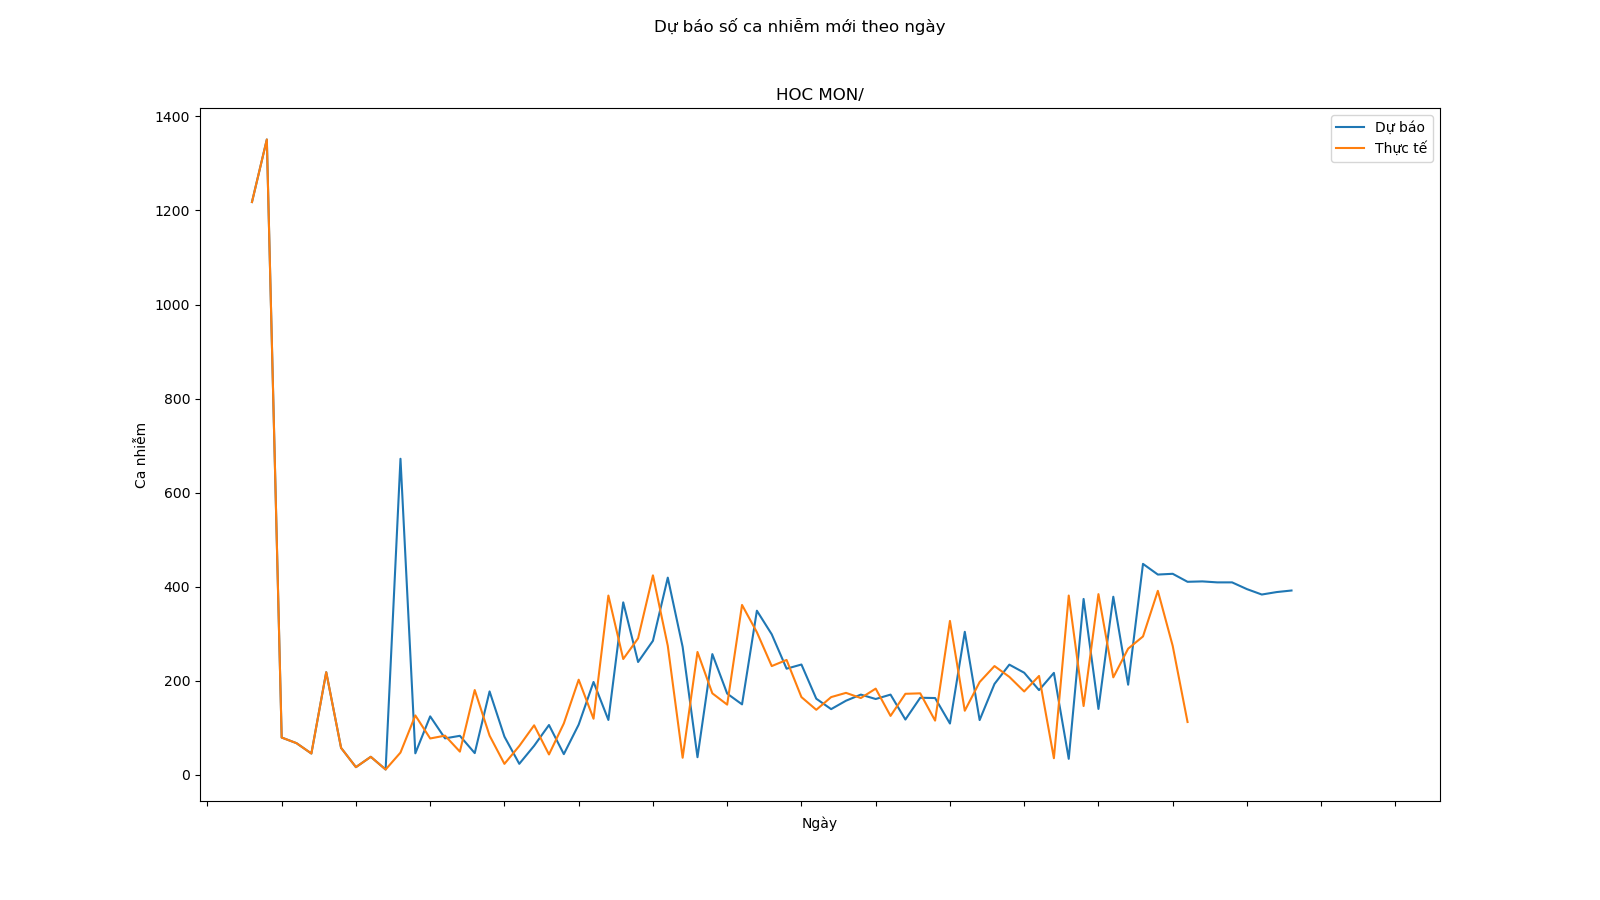 Dự báo số ca nhiễm mới theo ngày
HOC MON/
1400
1200
1000
800
600
400
200
0
Ca nhiễm
Dự báo
Thực tế
Ngày